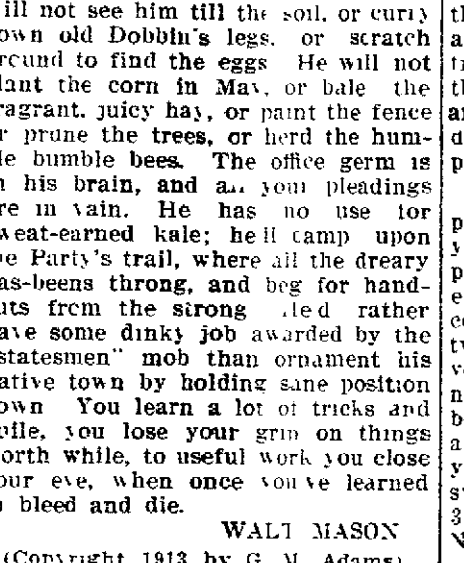 ill not see him till the soil, or curry
own old Dobbin's legs, or scratch
round to find the eggs He will not
lant the corn in May, or bale the
ragrant, juicy hay, or paint the fence
r prune the trees, or herd the hum-
le bumble bees. The office germ is
n his brain, and all your pleadings
re in vain. He has no use for
weat-earned kale; he'll camp upon
e Party's trail, where all the dreary
as-beens throng, and beg for hand-
uts from the strong rather
ave some dinky job awarded by the
statesmen" mob than ornament his
ative town by holding sane position
own You learn a lot of tricks and
uile, you lose your grip on things
orth while, to useful work you close
our eye, when once you've learned
bleed and die.
WALT MASON
(Copyright 1913 by G. M. Adams)